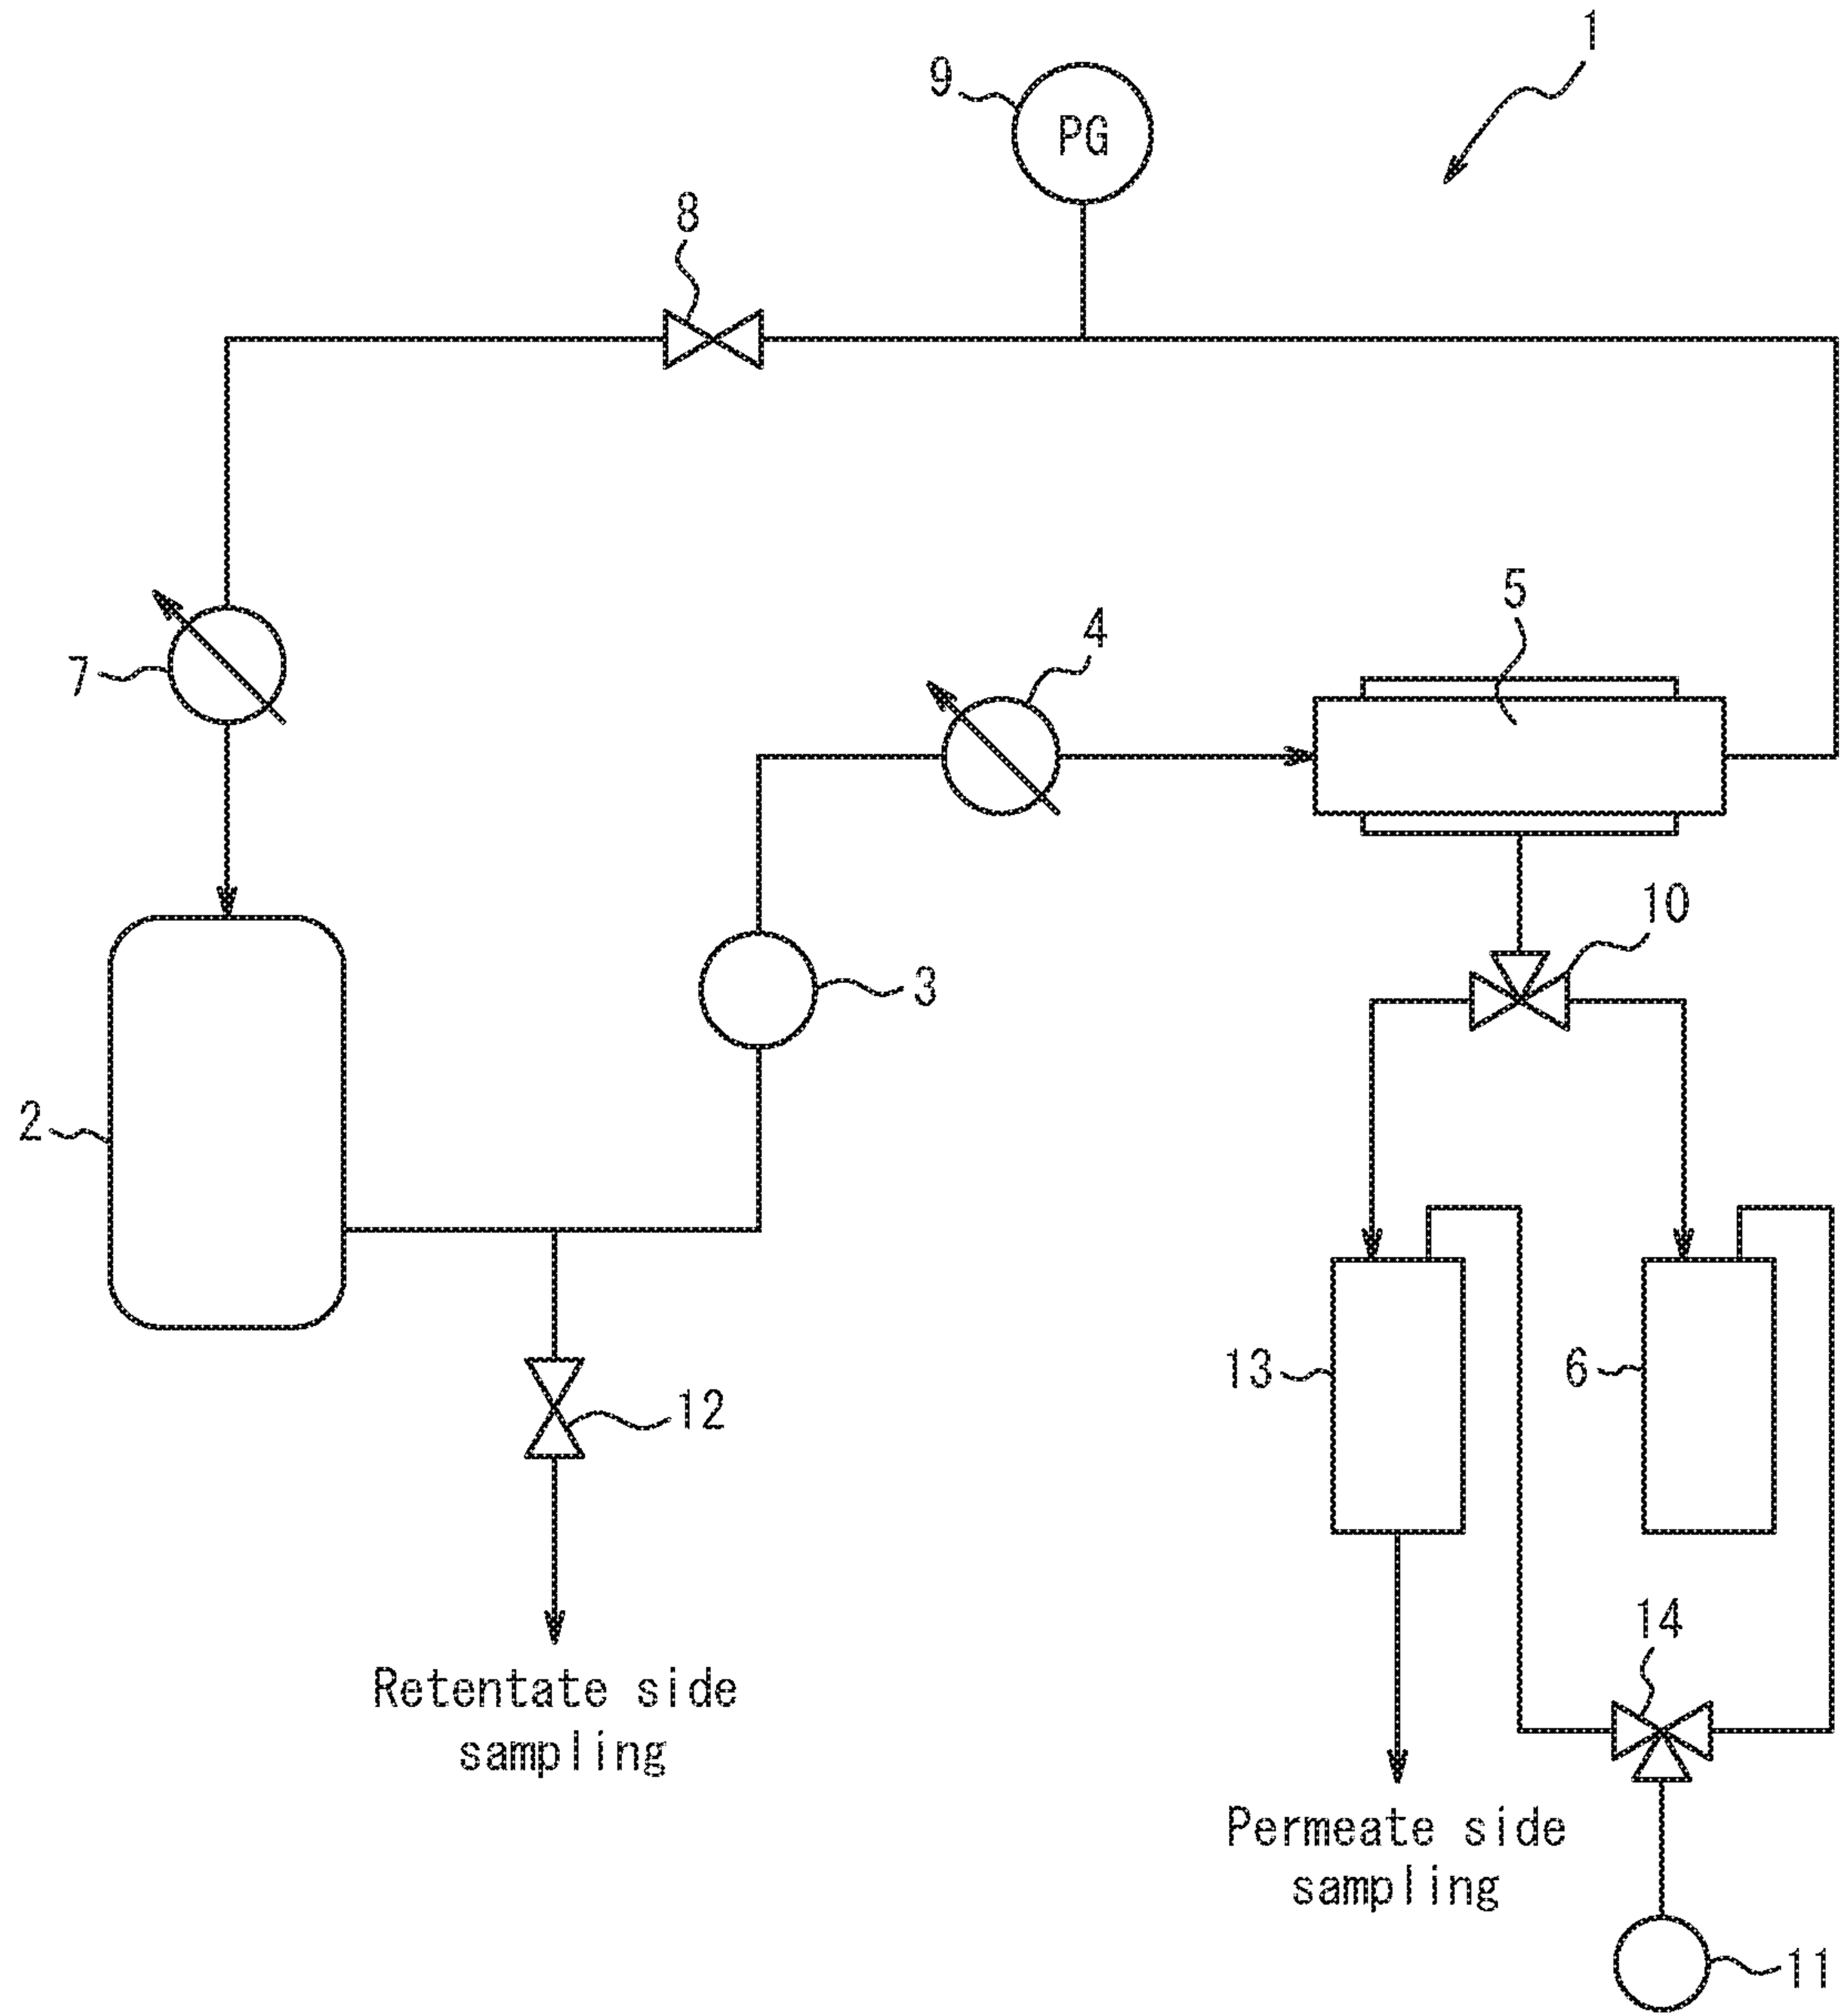 1
9
PG
8
5
4
7
10
3
2
13
6
12
14
Retentate side
sampling
Permeate side
sampling
11